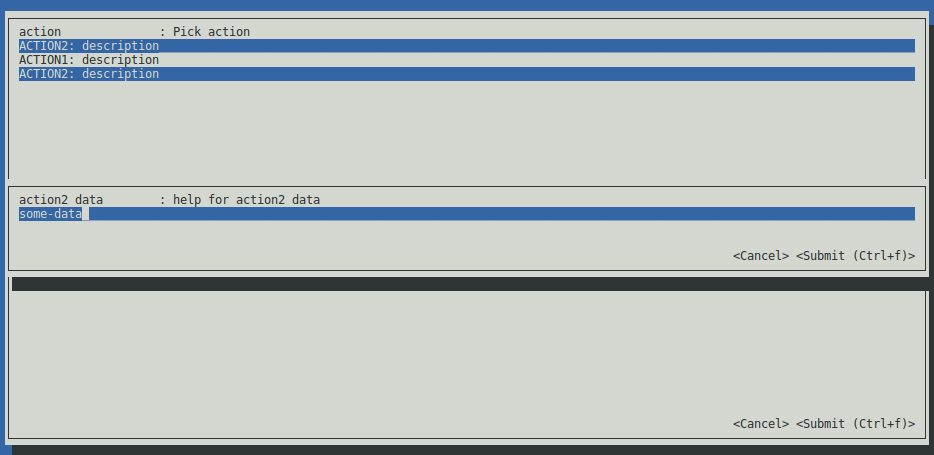 action              : Pick action
ACTION2: description
ACTION1: description
ACTION2: description
action2 data        : help for action2 data
some-data
<Cancel> <Submit (Ctrl+f)>
<Cancel> <Submit (Ctrl+f)>